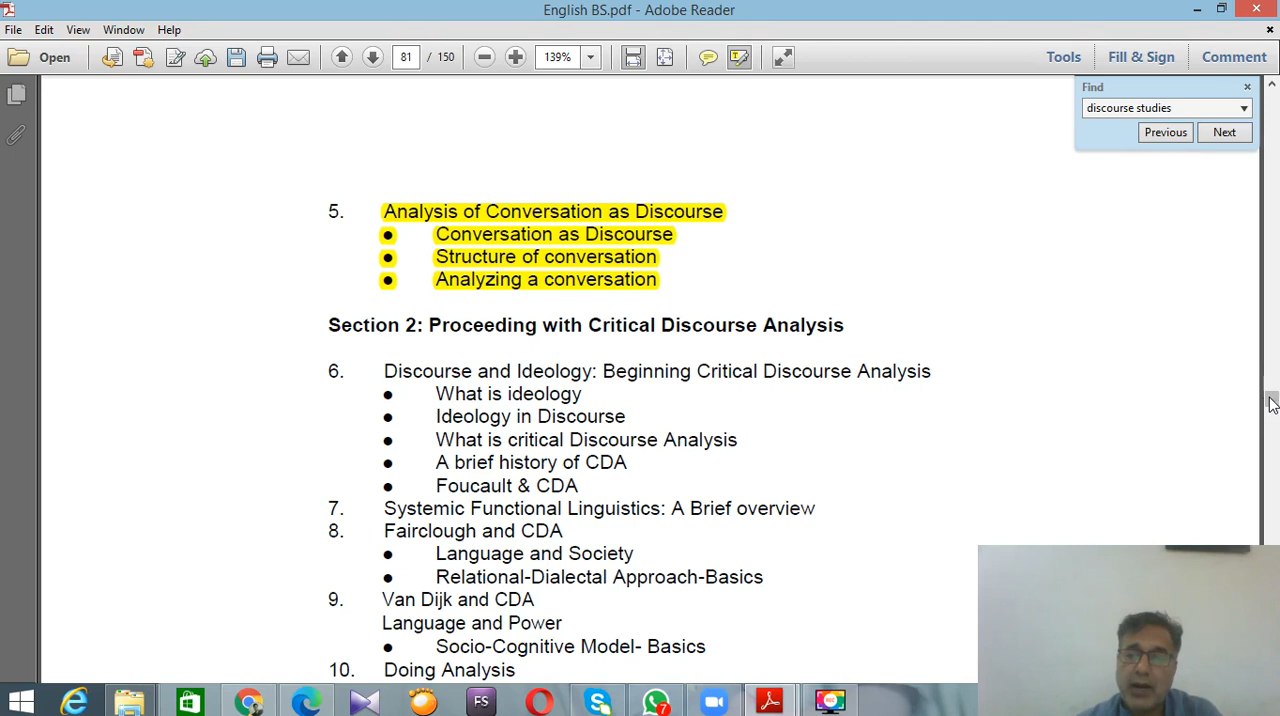 English BS.pdf - Adobe Reader
File Edit View Window Help
Open 81 / 150 139% Tools Fill & Sign Comment
Find
discourse studies
Previous Next
5. Analysis of Conversation as Discourse
● Conversation as Discourse
● Structure of conversation
● Analyzing a conversation
Section 2: Proceeding with Critical Discourse Analysis
6. Discourse and Ideology: Beginning Critical Discourse Analysis
● What is ideology
● Ideology in Discourse
● What is critical Discourse Analysis
● A brief history of CDA
● Foucault & CDA
7. Systemic Functional Linguistics: A Brief overview
8. Fairclough and CDA
● Language and Society
● Relational-Dialectal Approach-Basics
9. Van Dijk and CDA
Language and Power
● Socio-Cognitive Model- Basics
10. Doing Analysis
FS 7 REC